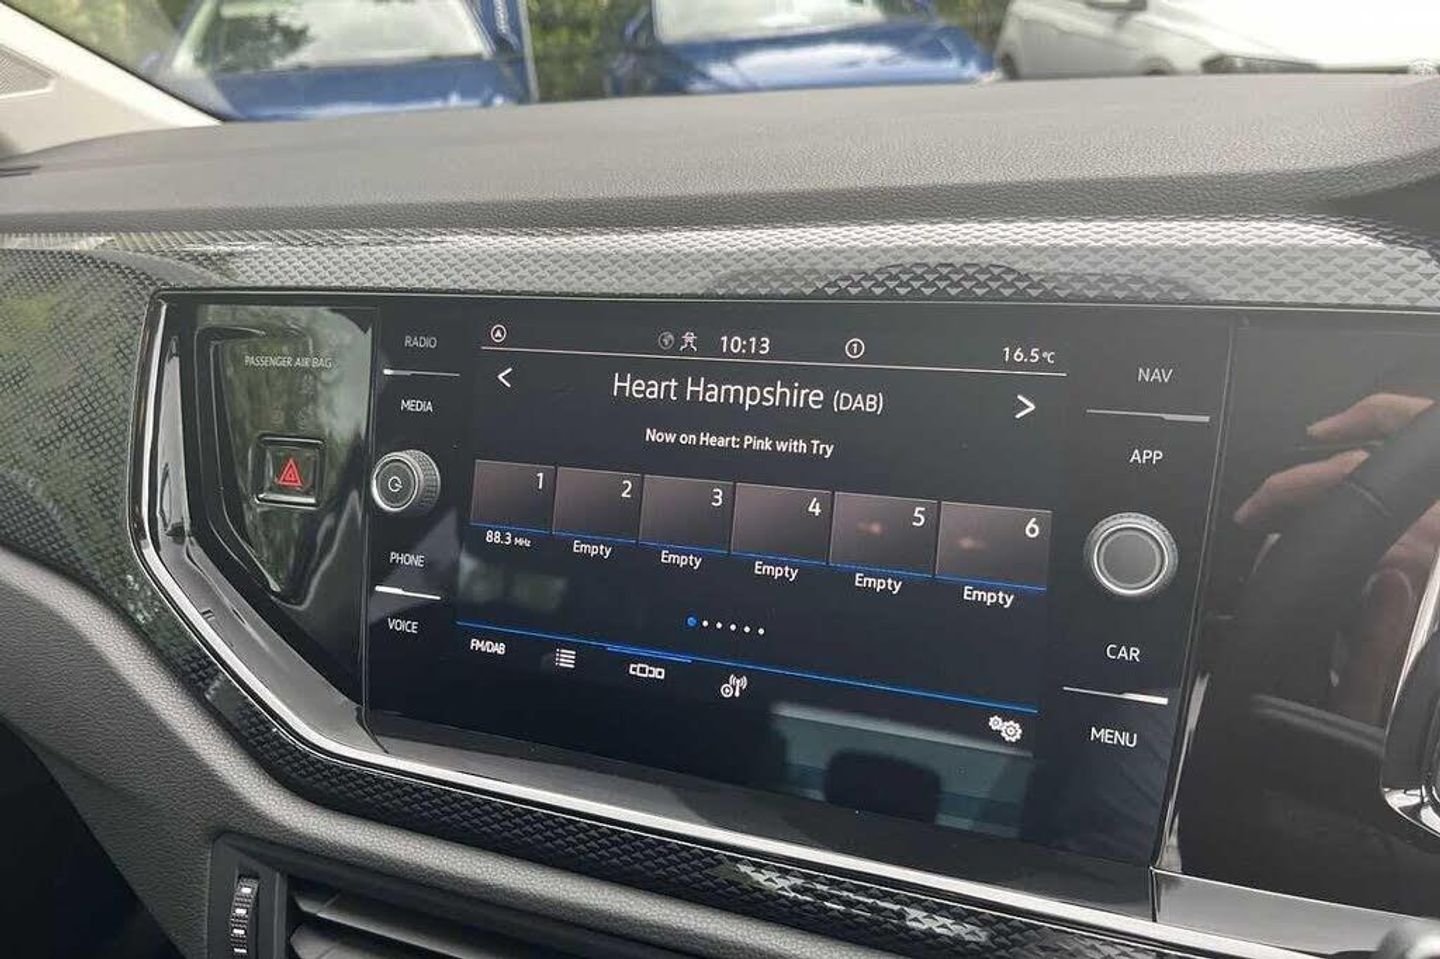 PASSENGER AIR BAG
RADIO
MEDIA
PHONE
VOICE
10:13
1
16.5°C
Heart Hampshire (DAB)
Now on Heart: Pink with Try
1 2 3 4 5 6
88.3 MHz Empty Empty Empty Empty Empty
FM/DAB
NAV
APP
CAR
MENU